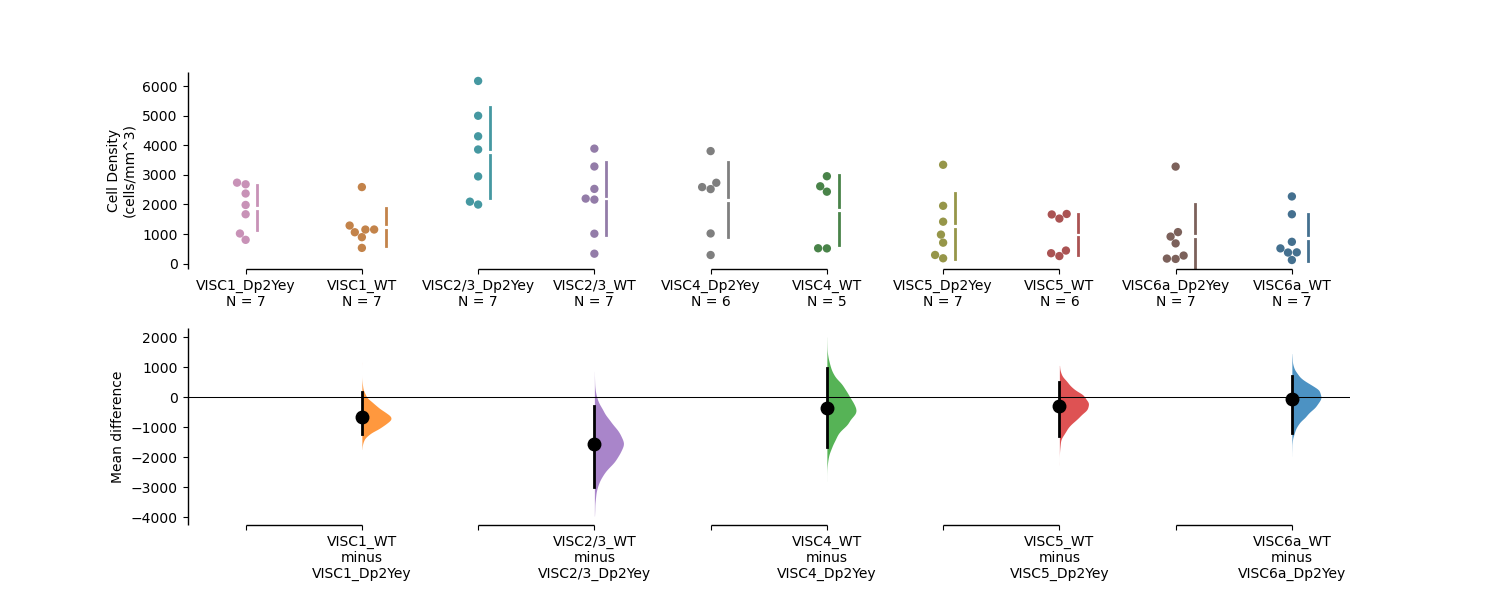 Cell Density
(cells/mm^3)
6000
5000
4000
3000
2000
1000
0
VISC1_Dp2Yey
N = 7
VISC1_WT
N = 7
VISC2/3_Dp2Yey
N = 7
VISC2/3_WT
N = 7
VISC4_Dp2Yey
N = 6
VISC4_WT
N = 5
VISC5_Dp2Yey
N = 7
VISC5_WT
N = 6
VISC6a_Dp2Yey
N = 7
VISC6a_WT
N = 7
Mean difference
2000
1000
0
−1000
−2000
−3000
−4000
VISC1_WT
minus
VISC1_Dp2Yey
VISC2/3_WT
minus
VISC2/3_Dp2Yey
VISC4_WT
minus
VISC4_Dp2Yey
VISC5_WT
minus
VISC5_Dp2Yey
VISC6a_WT
minus
VISC6a_Dp2Yey